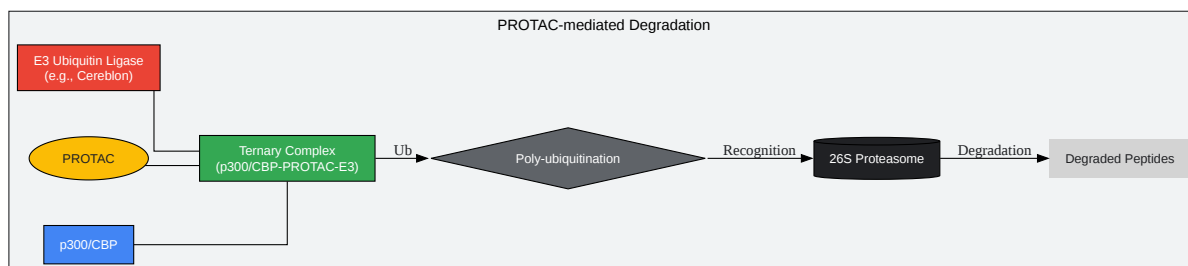 PROTAC-mediated Degradation
E3 Ubiquitin Ligase
(e.g., Cereblon)
PROTAC
p300/CBP
Ternary Complex
(p300/CBP-PROTAC-E3)
Ub
Poly-ubiquitination
Recognition
26S Proteasome
Degradation
Degraded Peptides